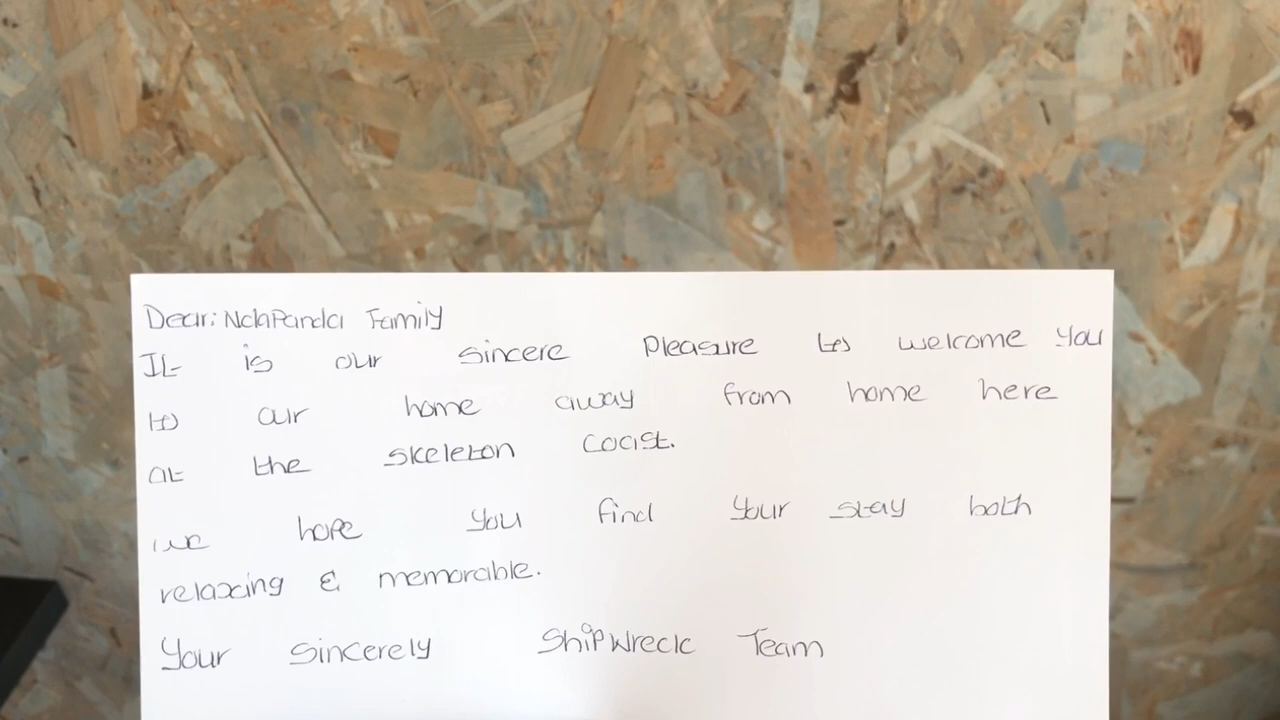 Dear: NdaPanda Family
It is our sincere Pleasure to welcome you
to our home away from home here
at the skeleton coast.
we hope you find your stay both
relaxing & memorable.
Your sincerely Shipwreck Team